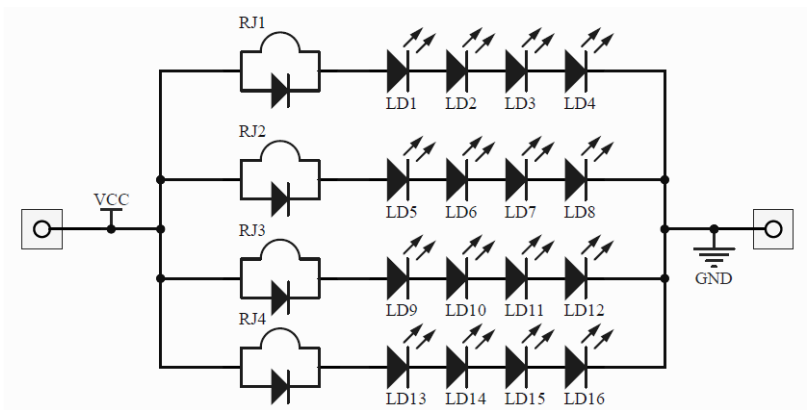 RJ1
LD1 LD2 LD3 LD4
RJ2
LD5 LD6 LD7 LD8
VCC
RJ3
GND
LD9 LD10 LD11 LD12
RJ4
LD13 LD14 LD15 LD16